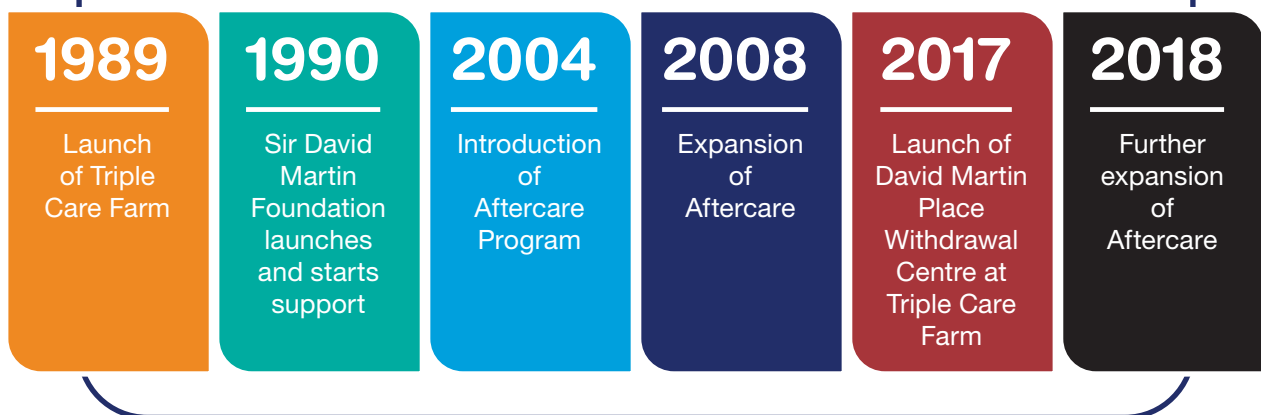 1989
Launch
of Triple
Care Farm
1990
Sir David
Martin
Foundation
launches
and starts
support
2004
Introduction
of
Aftercare
Program
2008
Expansion
of
Aftercare
2017
Launch of
David Martin
Place
Withdrawal
Centre at
Triple Care
Farm
2018
Further
expansion
of
Aftercare